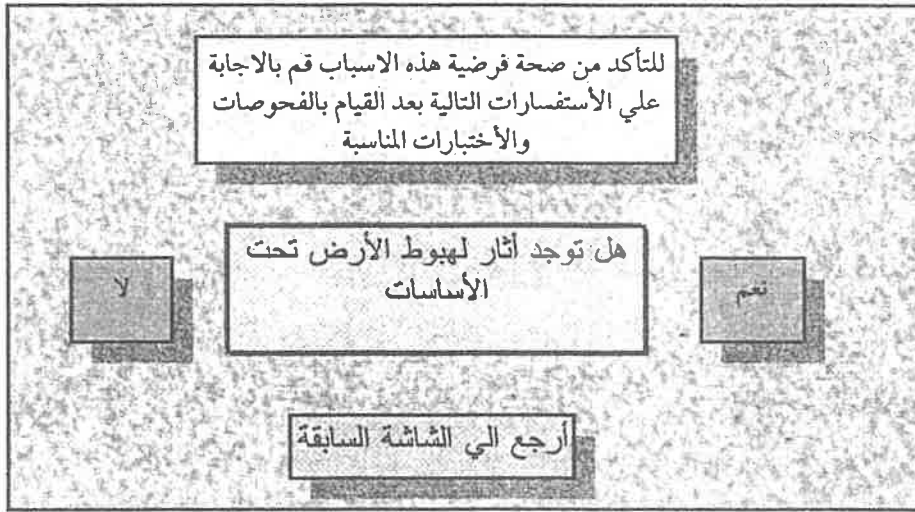 للتأكد من صحة فرضية هذه الاسباب قم بالاجابة
علي الأستفسارات التالية بعد القيام بالفحوصات
والأختبارات المناسبة
هل توجد أثار لهبوط الأرض تحت
الأساسات
نعم
لا
أرجع الي الشاشة السابقة